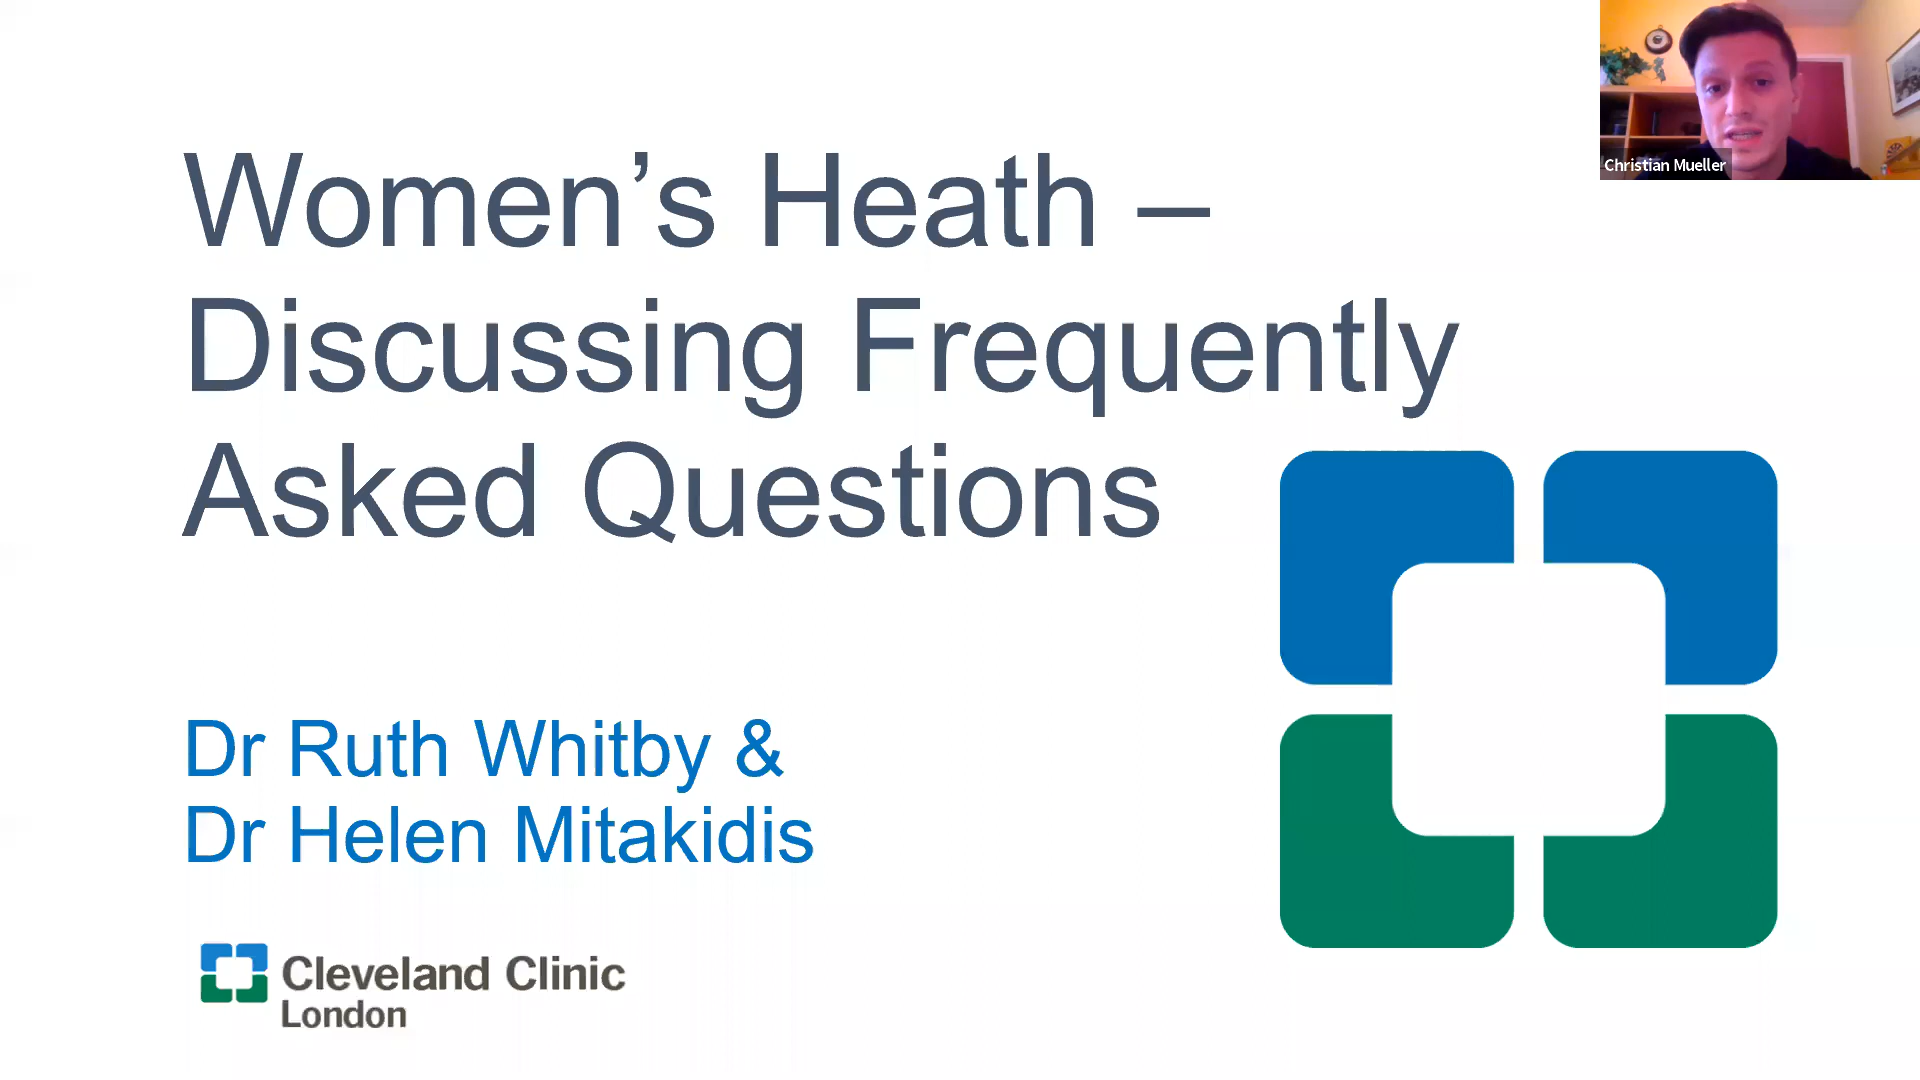 Christian Mueller
Women’s Heath –
Discussing Frequently
Asked Questions
Dr Ruth Whitby &
Dr Helen Mitakidis
Cleveland Clinic
London